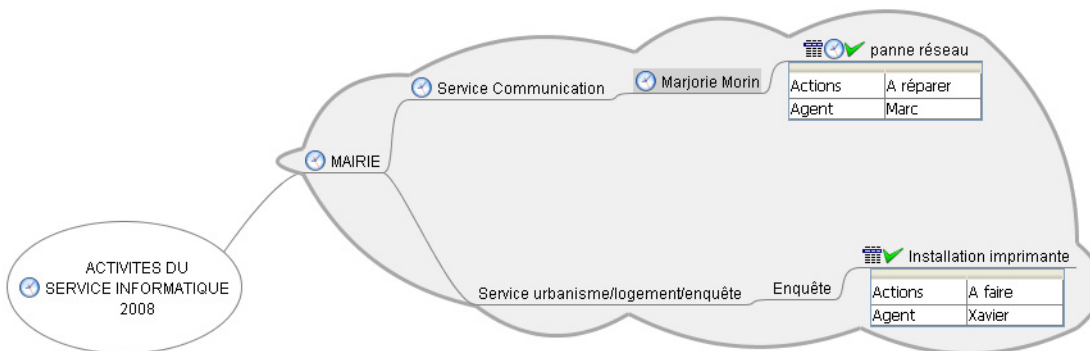 panne réseau
Service Communication
Marjorie Morin
Actions A réparer
Agent Marc
MAIRIE
ACTIVITES DU
SERVICE INFORMATIQUE
2008
Service urbanisme/logement/enquête
Enquête
Installation imprimante
Actions A faire
Agent Xavier